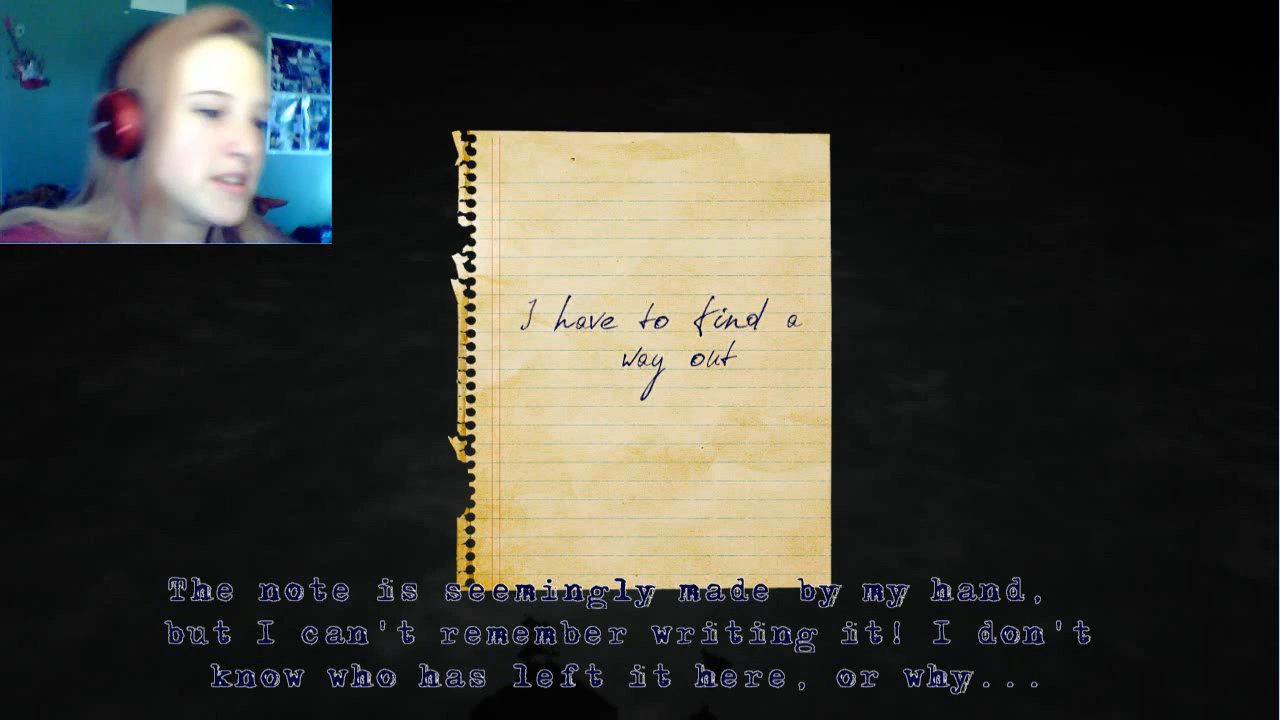 I have to find a
way out
The note is seemingly made by my hand,
but I can't remember writing it! I don't
know who has left it here, or why...